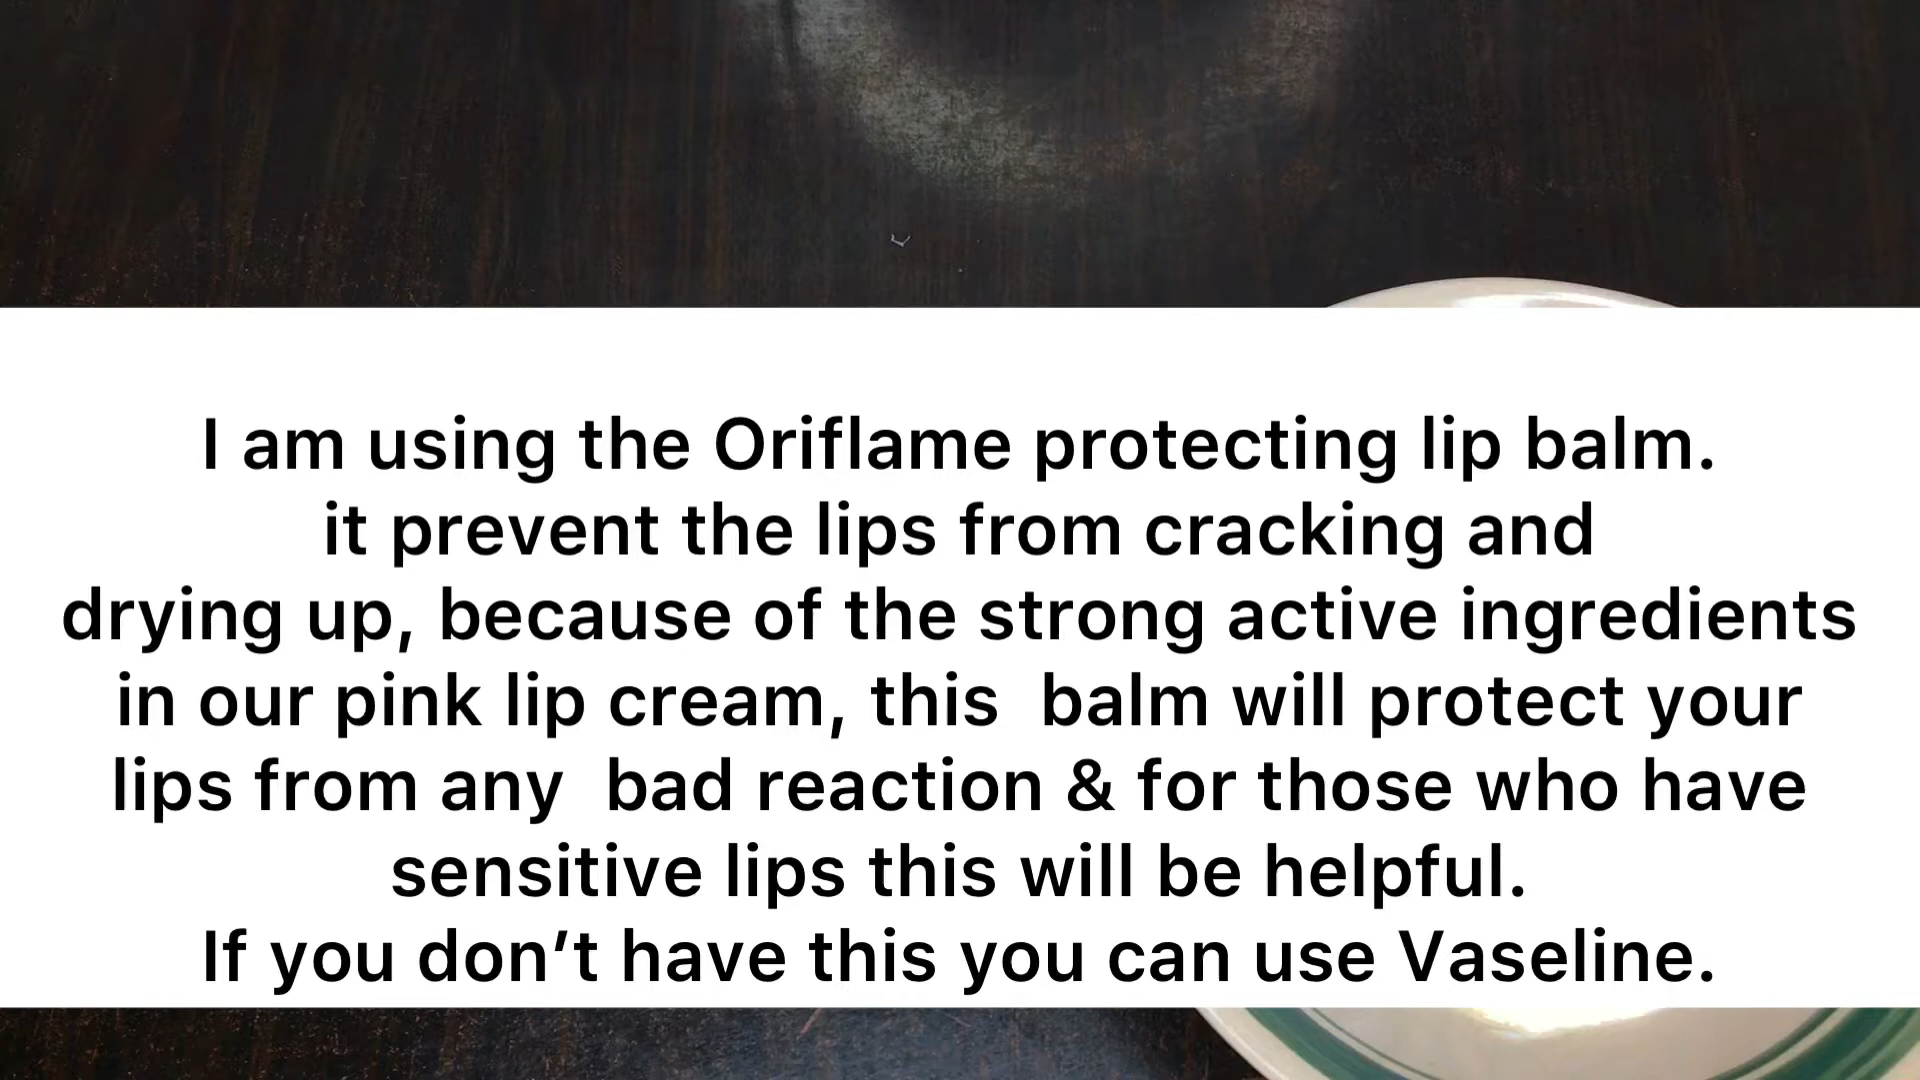 I am using the Oriflame protecting lip balm.
it prevent the lips from cracking and
drying up, because of the strong active ingredients
in our pink lip cream, this  balm will protect your
lips from any  bad reaction & for those who have
sensitive lips this will be helpful.
If you don’t have this you can use Vaseline.